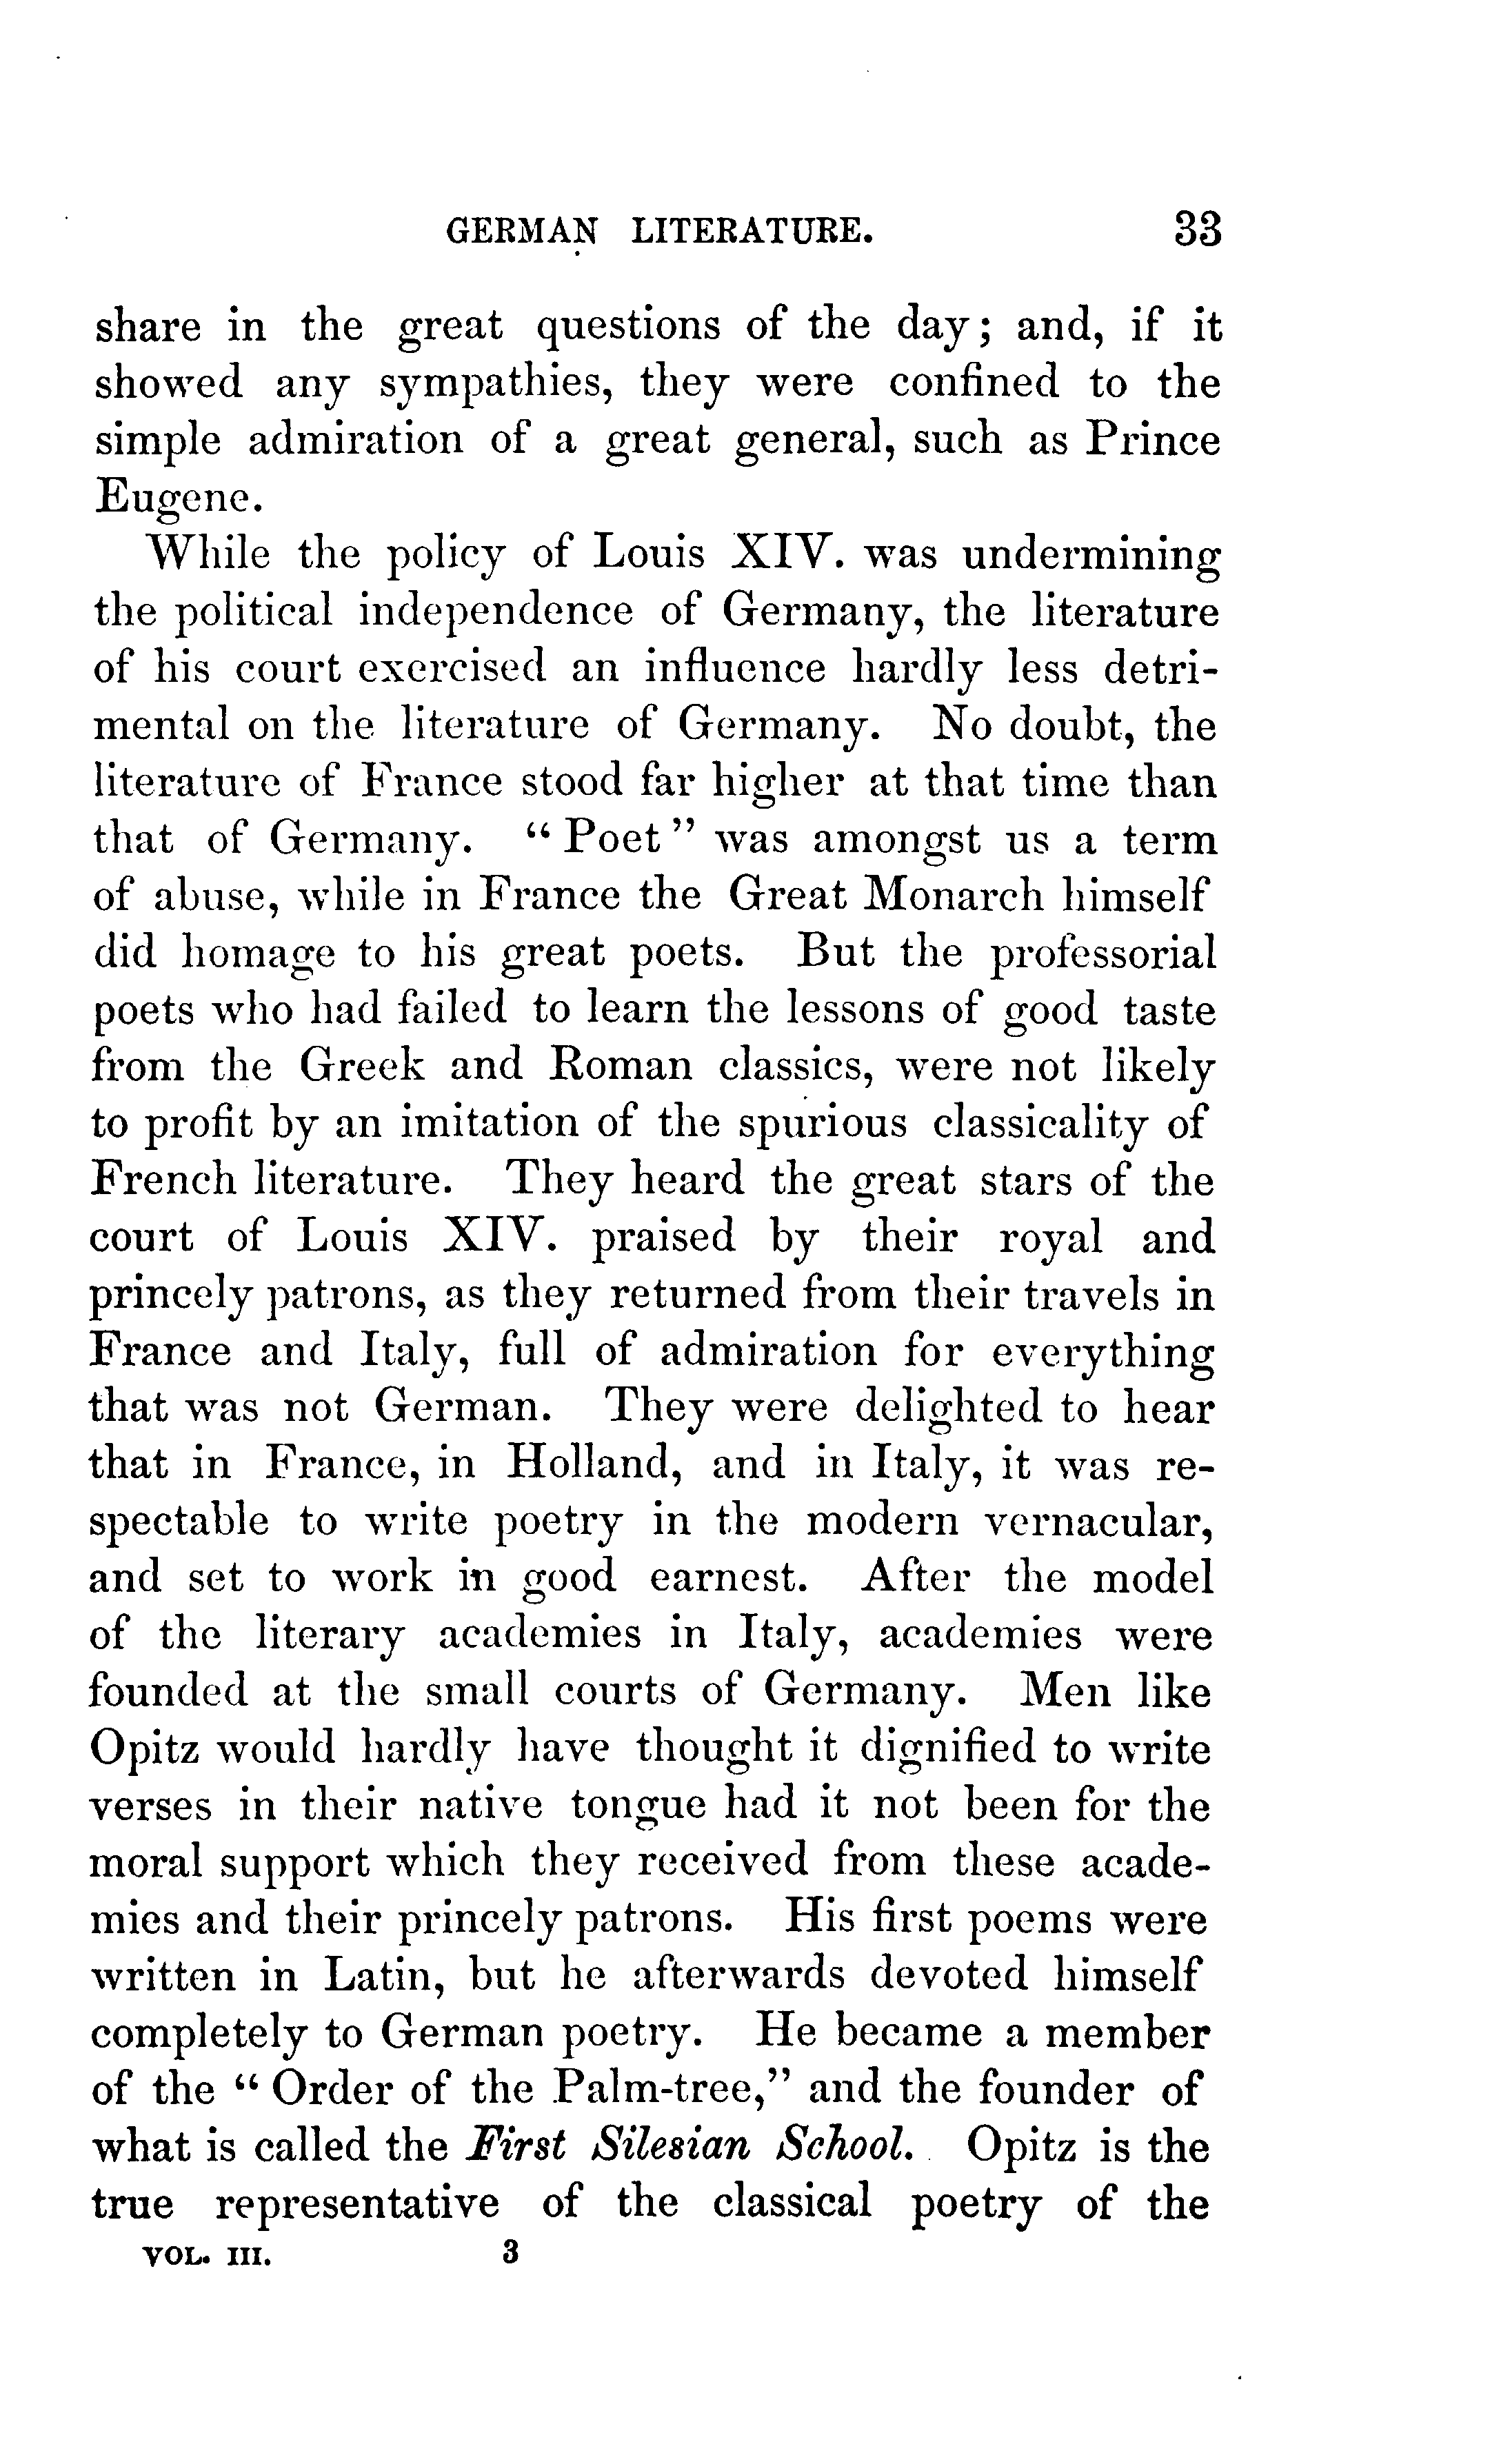 GERMAN LITERATURE. 33
share in the great questions of the day; and, if it
showed any sympathies, they were confined to the
simple admiration of a great general, such as Prince
Eugene.
While the policy of Louis XIV. was undermining
the political independence of Germany, the literature
of his court exercised an influence hardly less detri-
mental on the literature of Germany. No doubt, the
literature of France stood far higher at that time than
that of Germany. “Poet” was amongst us a term
of abuse, while in France the Great Monarch himself
did homage to his great poets. But the professorial
poets who had failed to learn the lessons of good taste
from the Greek and Roman classics, were not likely
to profit by an imitation of the spurious classicality of
French literature. They heard the great stars of the
court of Louis XIV. praised by their royal and
princely patrons, as they returned from their travels in
France and Italy, full of admiration for everything
that was not German. They were delighted to hear
that in France, in Holland, and in Italy, it was re-
spectable to write poetry in the modern vernacular,
and set to work in good earnest. After the model
of the literary academies in Italy, academies were
founded at the small courts of Germany. Men like
Opitz would hardly have thought it dignified to write
verses in their native tongue had it not been for the
moral support which they received from these acade-
mies and their princely patrons. His first poems were
written in Latin, but he afterwards devoted himself
completely to German poetry. He became a member
of the “Order of the Palm-tree,” and the founder of
what is called the First Silesian School. Opitz is the
true representative of the classical poetry of the
VOL. III. 3